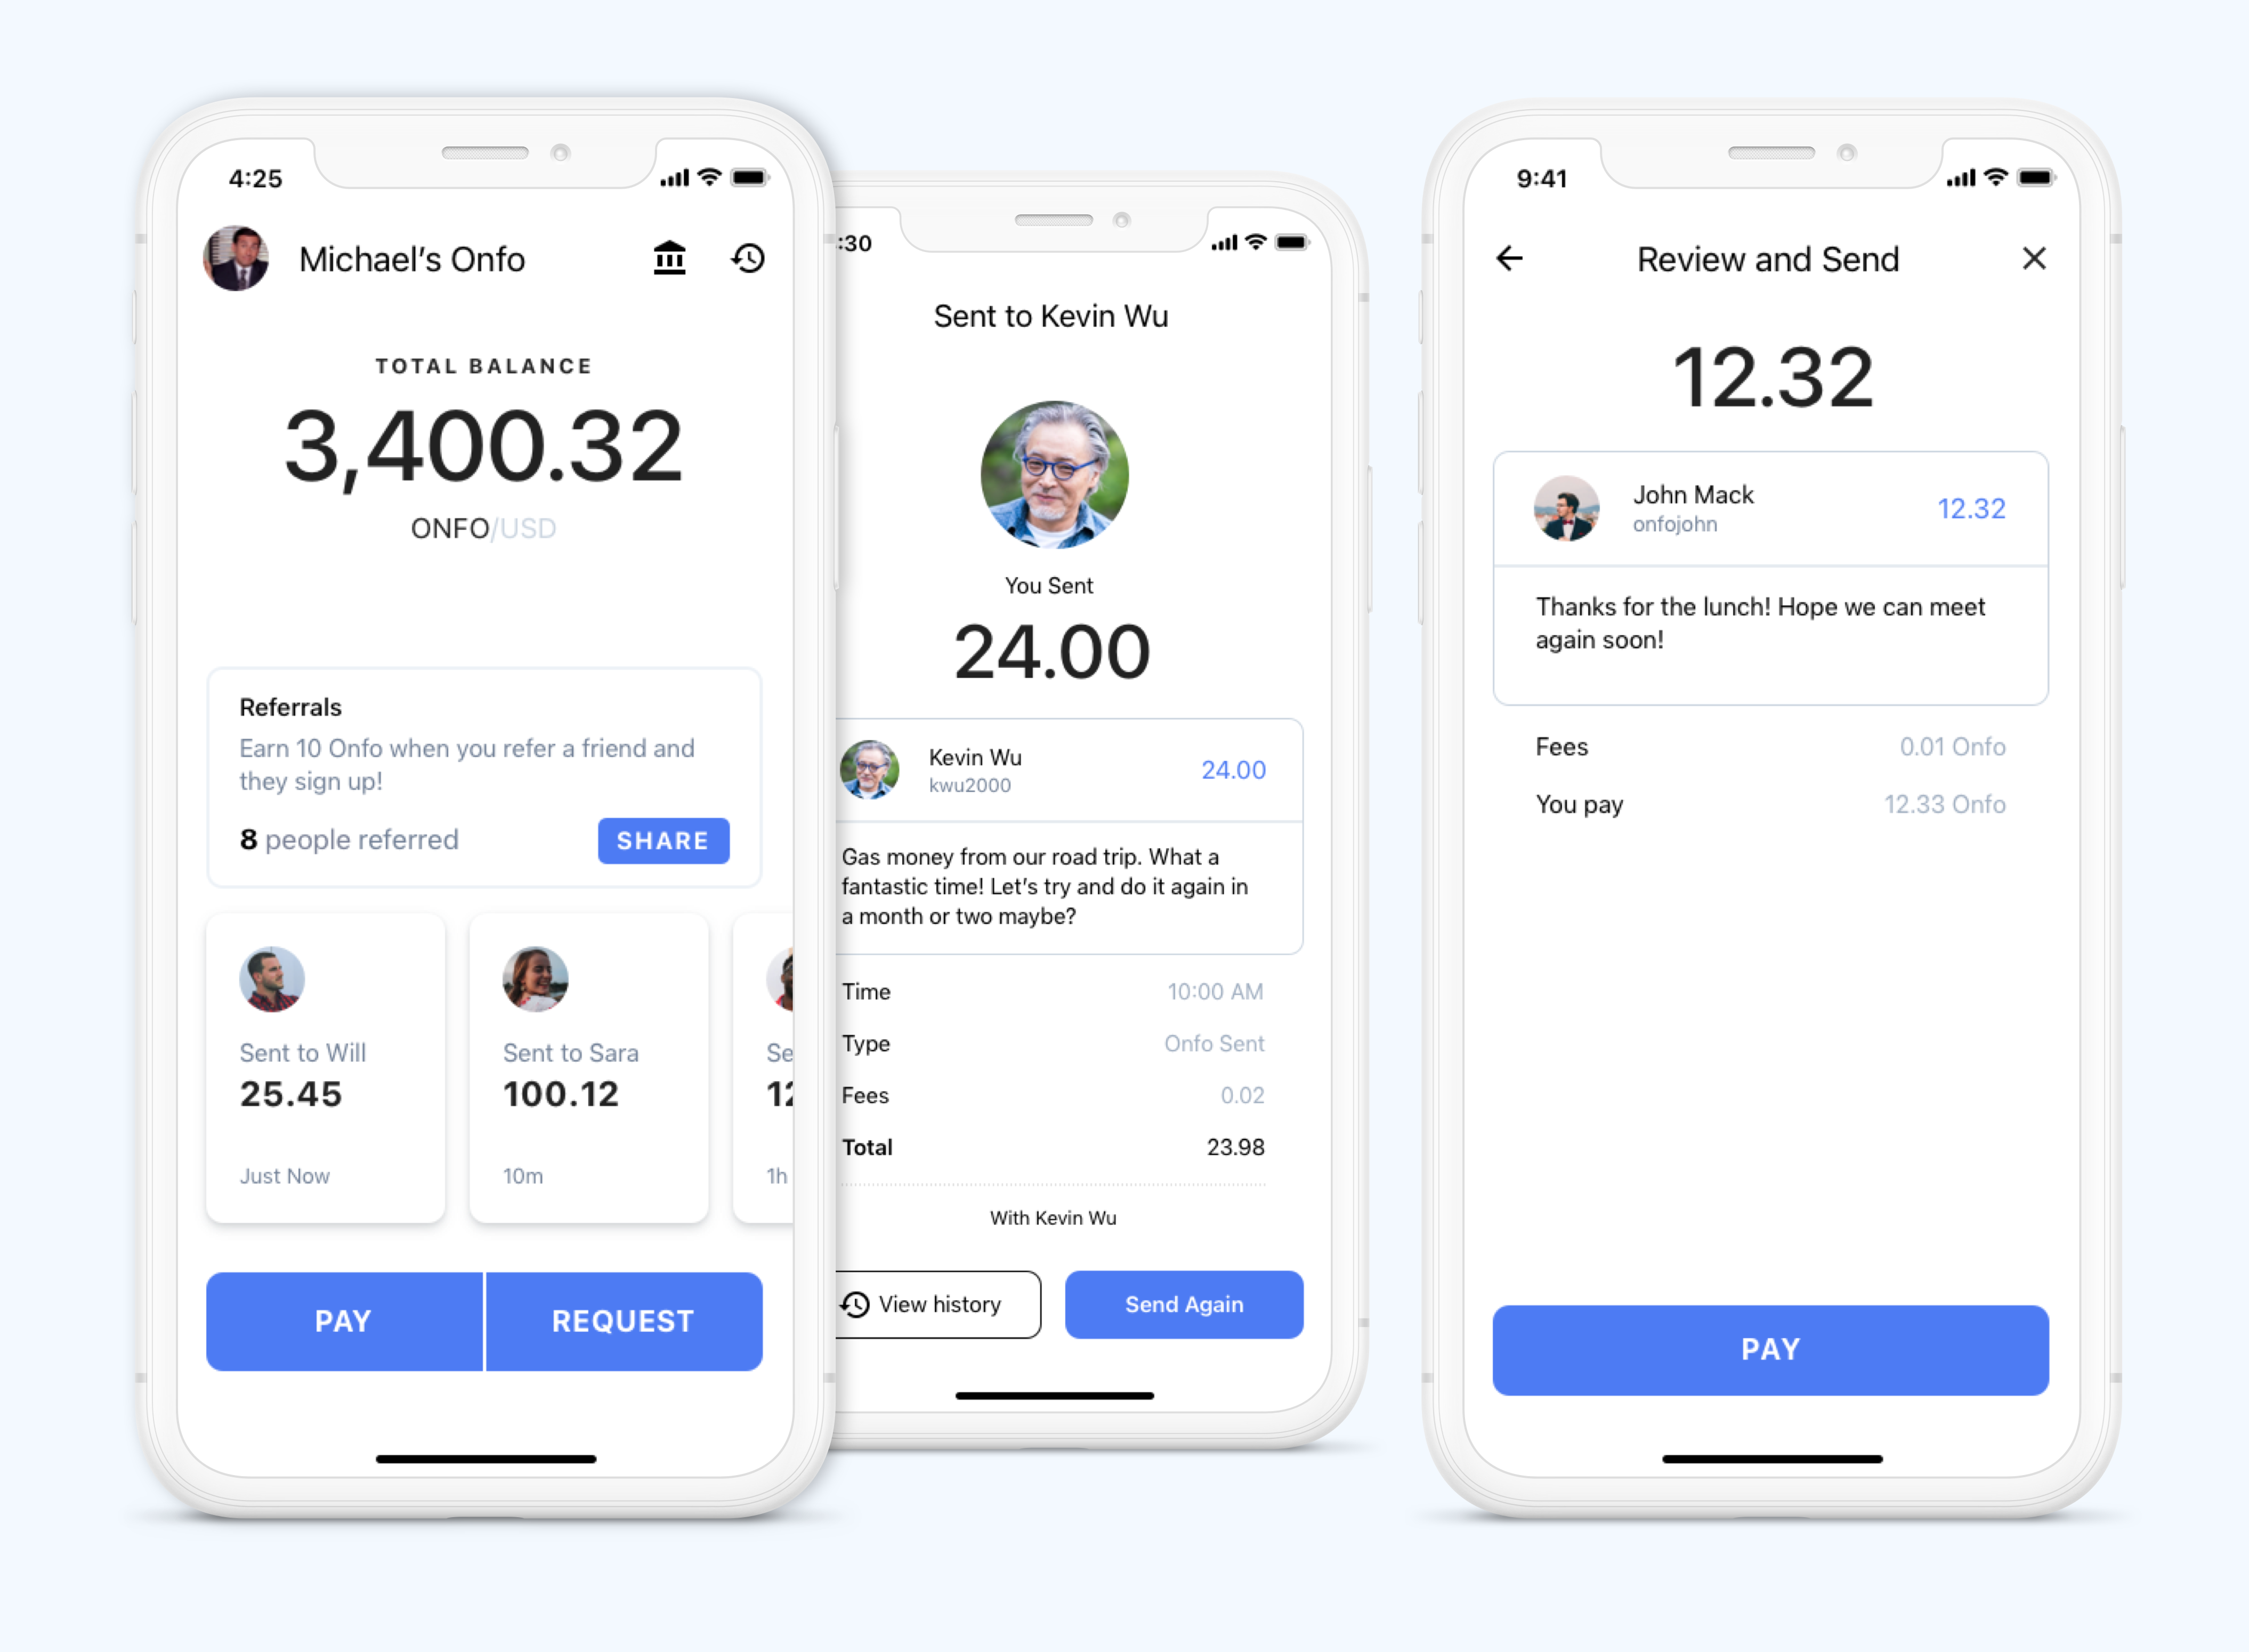 4:25
Michael's Onfo
TOTAL BALANCE
3,400.32
ONFO/USD
Referrals
Earn 10 Onfo when you refer a friend and
they sign up!
8 people referred
SHARE
Sent to Will
25.45
Just Now
Sent to Sara
100.12
10m
Se
12
1h
PAY
REQUEST
:30
Sent to Kevin Wu
You Sent
24.00
Kevin Wu
kwu2000
24.00
Gas money from our road trip. What a
fantastic time! Let's try and do it again in
a month or two maybe?
Time 10:00 AM
Type Onfo Sent
Fees 0.02
Total 23.98
With Kevin Wu
View history
Send Again
9:41
Review and Send
12.32
John Mack
onfojohn
12.32
Thanks for the lunch! Hope we can meet
again soon!
Fees 0.01 Onfo
You pay 12.33 Onfo
PAY